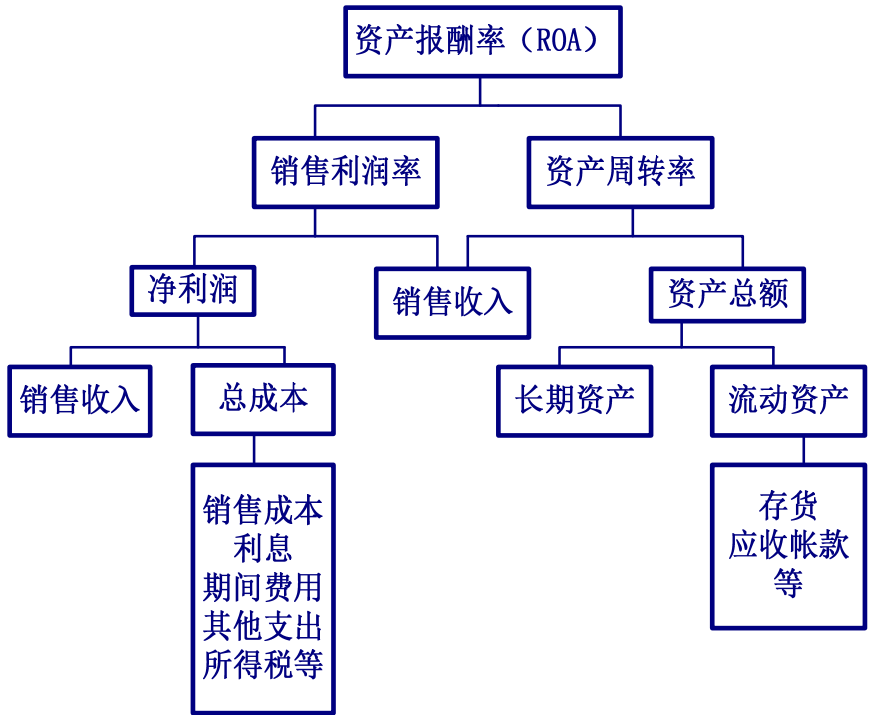 资产报酬率（ROA）
销售利润率
资产周转率
净利润
销售收入
资产总额
销售收入
总成本
长期资产
流动资产
销售成本
利息
期间费用
其他支出
所得税等
存货
应收帐款
等